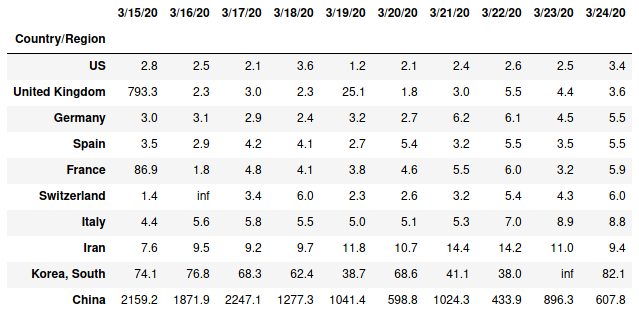 3/15/20 3/16/20 3/17/20 3/18/20 3/19/20 3/20/20 3/21/20 3/22/20 3/23/20 3/24/20
Country/Region
US 2.8 2.5 2.1 3.6 1.2 2.1 2.4 2.6 2.5 3.4
United Kingdom 793.3 2.3 3.0 2.3 25.1 1.8 3.0 5.5 4.4 3.6
Germany 3.0 3.1 2.9 2.4 3.2 2.7 6.2 6.1 4.5 5.5
Spain 3.5 2.9 4.2 4.1 2.7 5.4 3.2 5.5 3.5 5.5
France 86.9 1.8 4.8 4.1 3.8 4.6 5.5 6.0 3.2 5.9
Switzerland 1.4 inf 3.4 6.0 2.3 2.6 3.2 5.4 4.3 6.0
Italy 4.4 5.6 5.8 5.5 5.0 5.1 5.3 7.0 8.9 8.8
Iran 7.6 9.5 9.2 9.7 11.8 10.7 14.4 14.2 11.0 9.4
Korea, South 74.1 76.8 68.3 62.4 38.7 68.6 41.1 38.0 inf 82.1
China 2159.2 1871.9 2247.1 1277.3 1041.4 598.8 1024.3 433.9 896.3 607.8